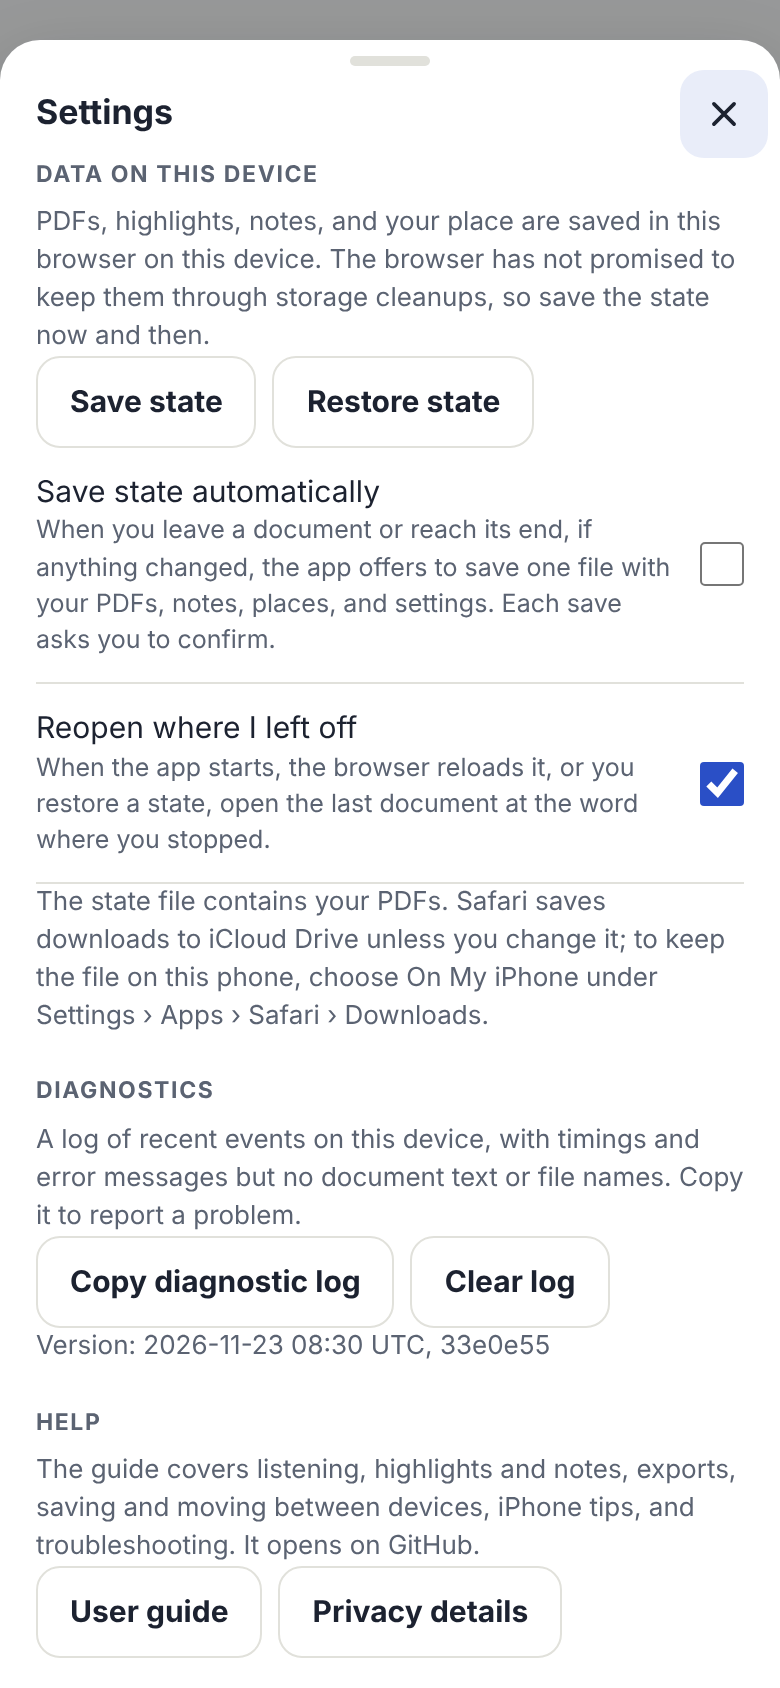 Settings
DATA ON THIS DEVICE
PDFs, highlights, notes, and your place are saved in this
browser on this device. The browser has not promised to
keep them through storage cleanups, so save the state
now and then.
Save state Restore state
Save state automatically
When you leave a document or reach its end, if
anything changed, the app offers to save one file with
your PDFs, notes, places, and settings. Each save
asks you to confirm.
Reopen where I left off
When the app starts, the browser reloads it, or you
restore a state, open the last document at the word
where you stopped.
The state file contains your PDFs. Safari saves
downloads to iCloud Drive unless you change it; to keep
the file on this phone, choose On My iPhone under
Settings › Apps › Safari › Downloads.
DIAGNOSTICS
A log of recent events on this device, with timings and
error messages but no document text or file names. Copy
it to report a problem.
Copy diagnostic log Clear log
Version: 2026-11-23 08:30 UTC, 33e0e55
HELP
The guide covers listening, highlights and notes, exports,
saving and moving between devices, iPhone tips, and
troubleshooting. It opens on GitHub.
User guide Privacy details